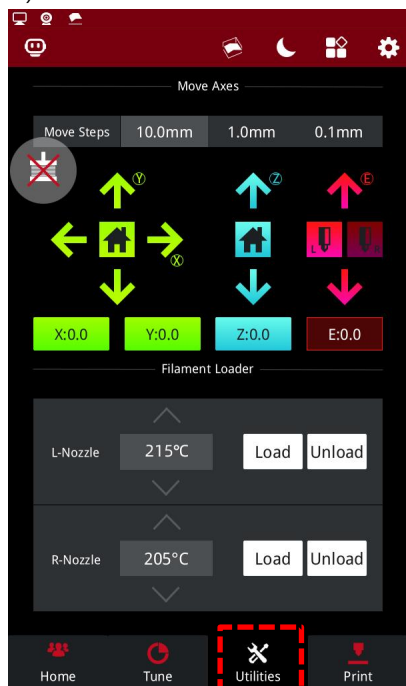 Move Axes
Move Steps 10.0mm 1.0mm 0.1mm
Y Z E
X
L R
X:0.0 Y:0.0 Z:0.0 E:0.0
Filament Loader
L-Nozzle 215℃ Load Unload
R-Nozzle 205°C Load Unload
Home Tune Utilities Print